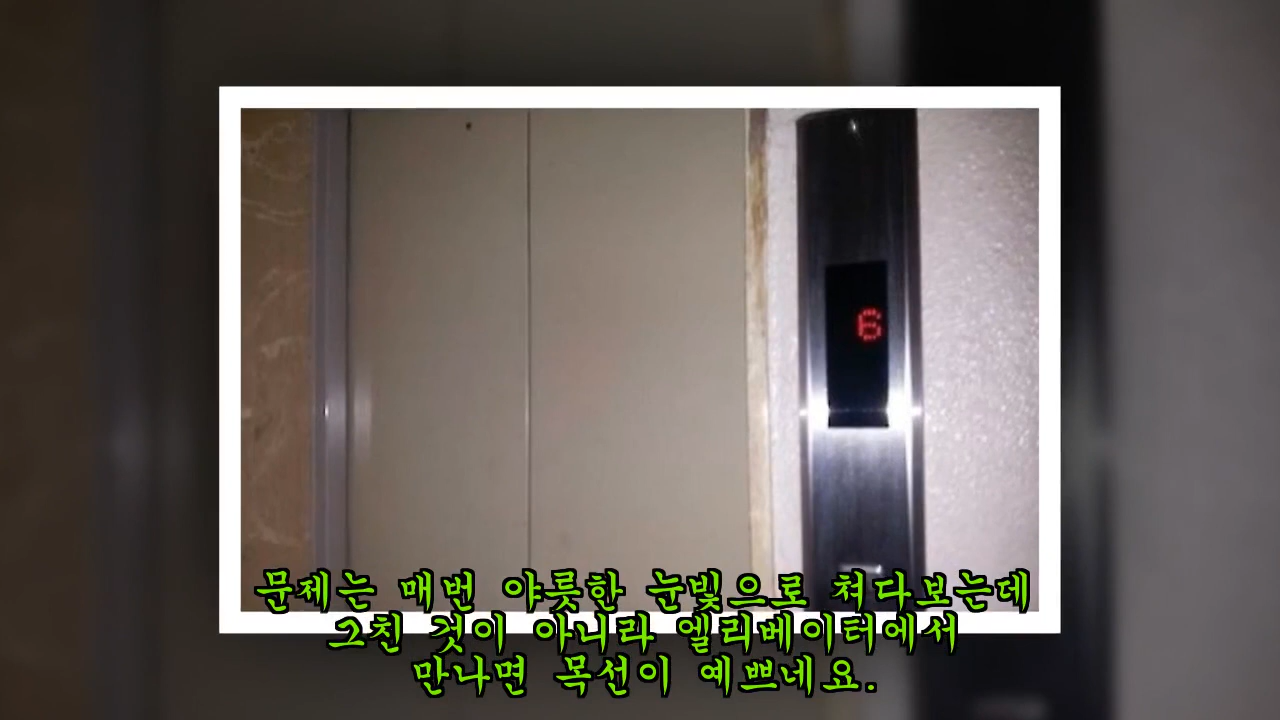 6
문제는 매번 야릇한 눈빛으로 쳐다보는데
그친 것이 아니라 엘리베이터에서
만나면 목선이 예쁘네요.